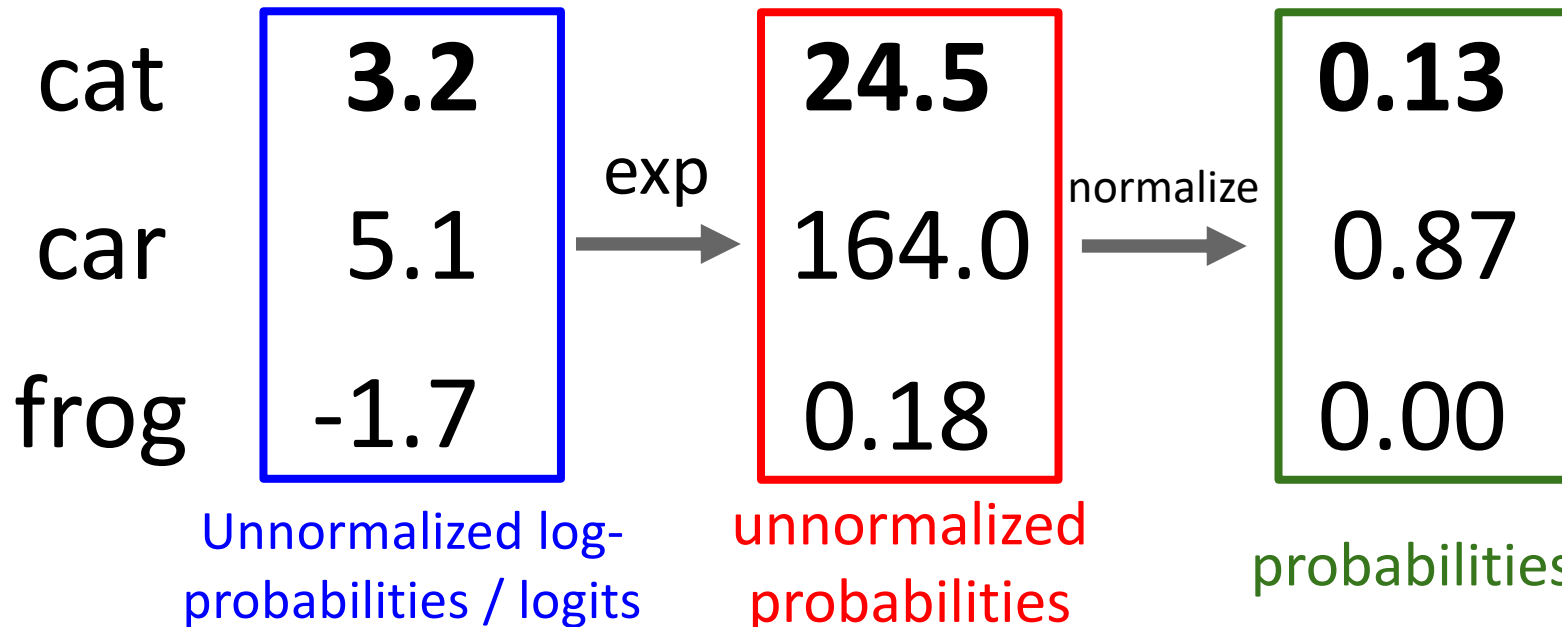 cat 3.2 24.5 0.13
exp normalize
car 5.1 164.0 0.87
frog -1.7 0.18 0.00
Unnormalized log-
probabilities / logits
unnormalized
probabilities
probabilities